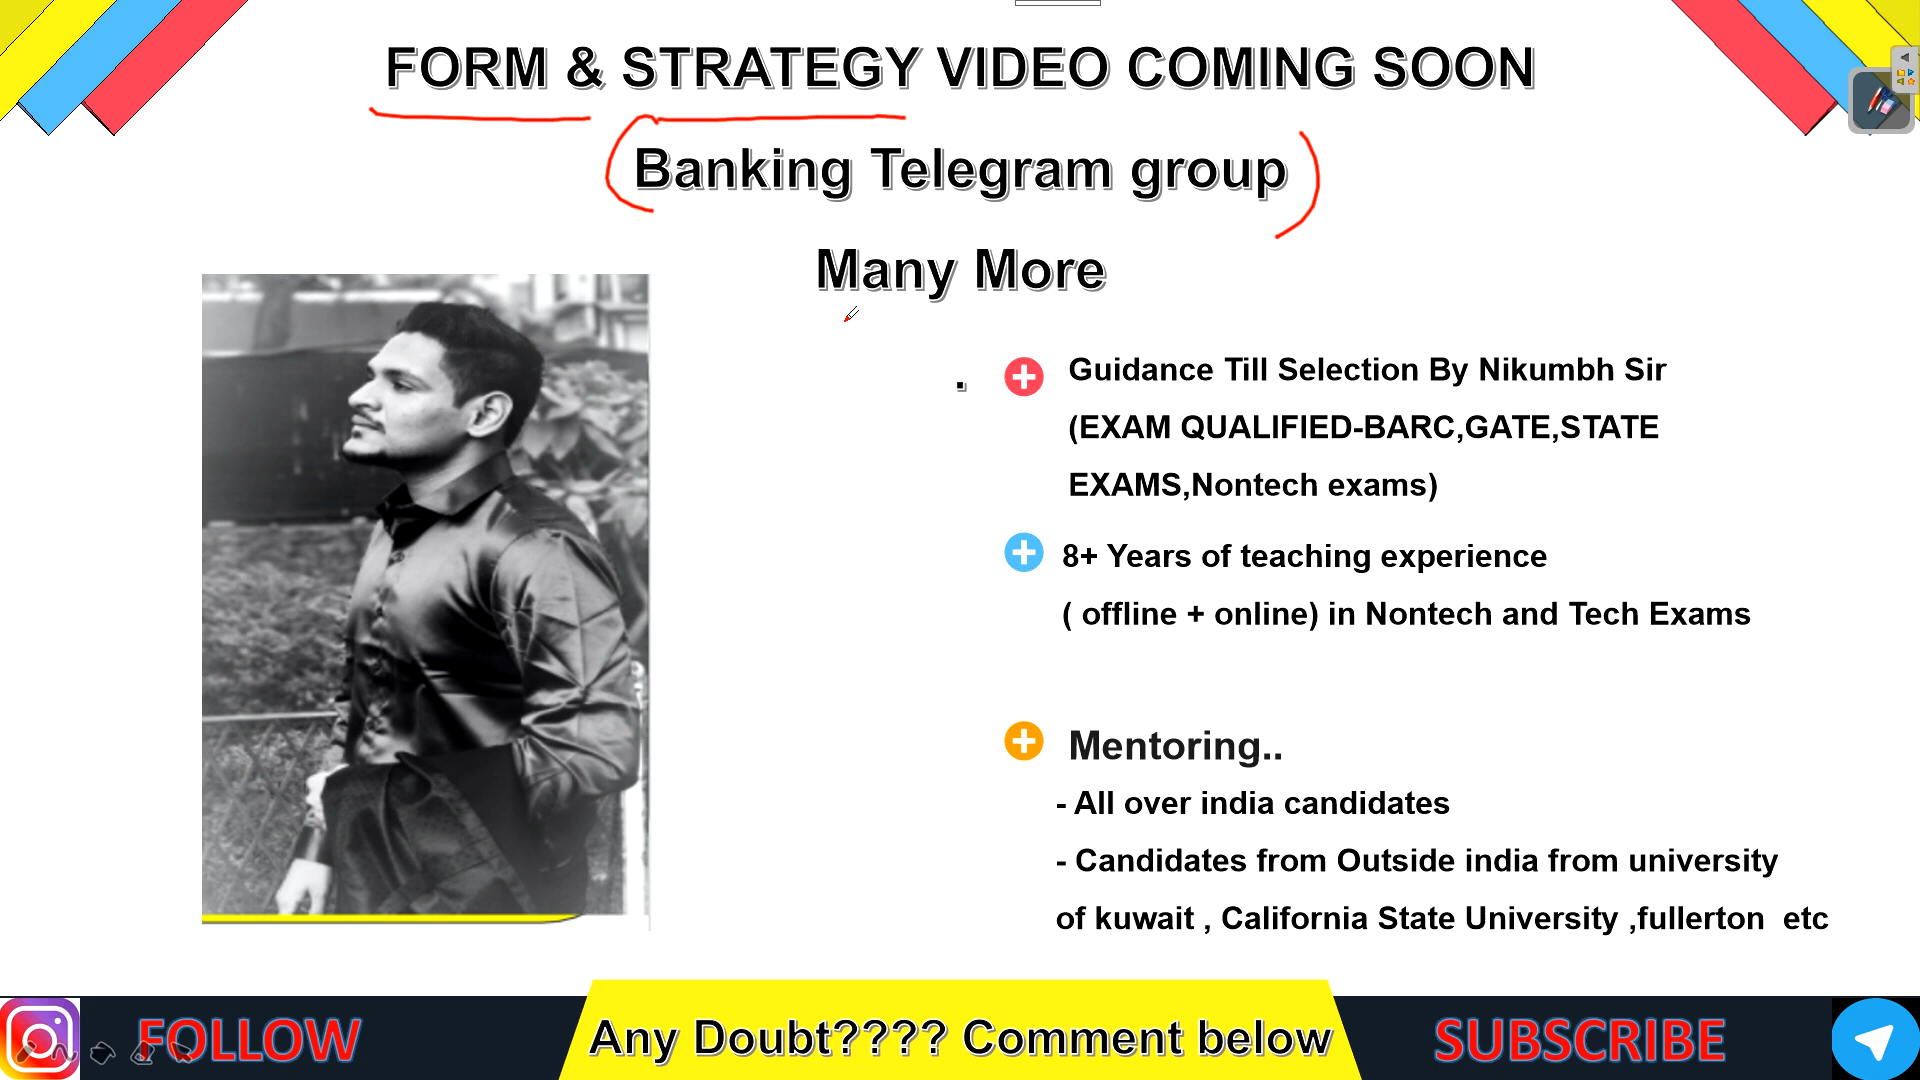 FORM & STRATEGY VIDEO COMING SOON
Banking Telegram group
Many More
Guidance Till Selection By Nikumbh Sir
(EXAM QUALIFIED-BARC,GATE,STATE
EXAMS,Nontech exams)
8+ Years of teaching experience
( offline + online) in Nontech and Tech Exams
Mentoring..
- All over india candidates
- Candidates from Outside india from university
of kuwait , California State University ,fullerton etc
FOLLOW
Any Doubt???? Comment below
SUBSCRIBE